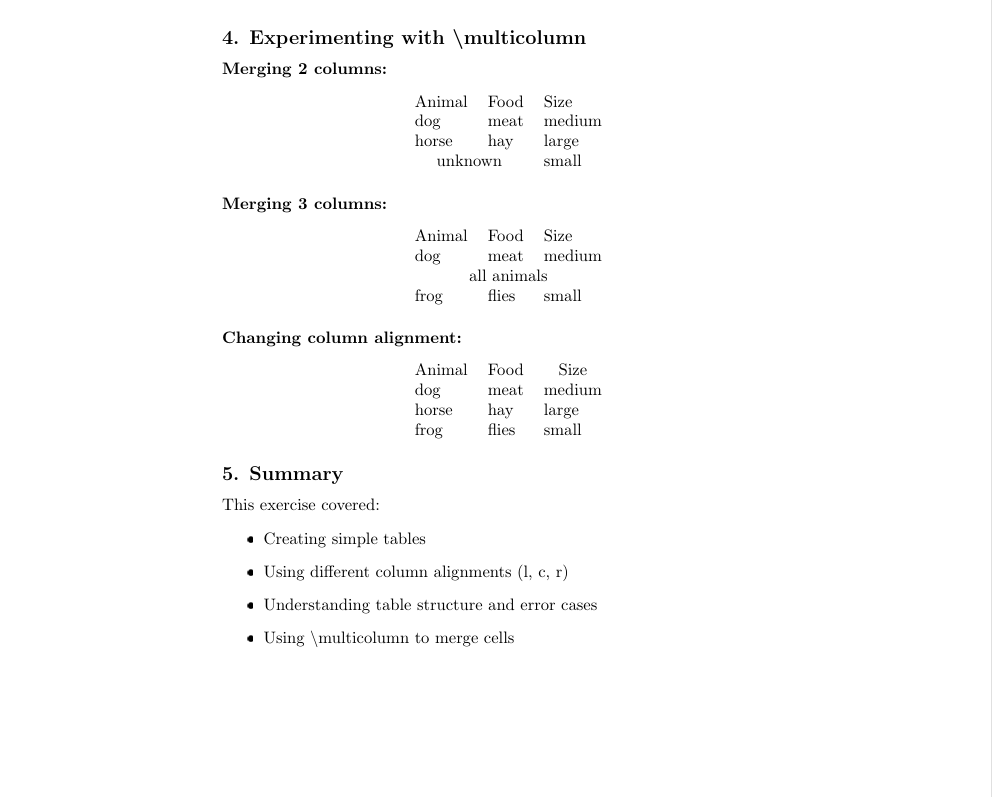 4. Experimenting with \multicolumn
Merging 2 columns:
Animal Food Size
dog meat medium
horse hay large
unknown small
Merging 3 columns:
Animal Food Size
dog meat medium
all animals
frog flies small
Changing column alignment:
Animal Food Size
dog meat medium
horse hay large
frog flies small
5. Summary
This exercise covered:
• Creating simple tables
• Using different column alignments (l, c, r)
• Understanding table structure and error cases
• Using \multicolumn to merge cells